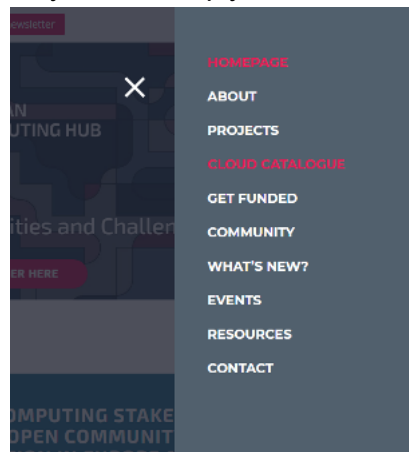 ewsletter
HOMEPAGE
ABOUT
AN
UTING HUB
PROJECTS
CLOUD CATALOGUE
GET FUNDED
ities and Challen
COMMUNITY
WHAT'S NEW?
ER HERE
EVENTS
RESOURCES
CONTACT
OMPUTING STAKE
OPEN COMMUNIT